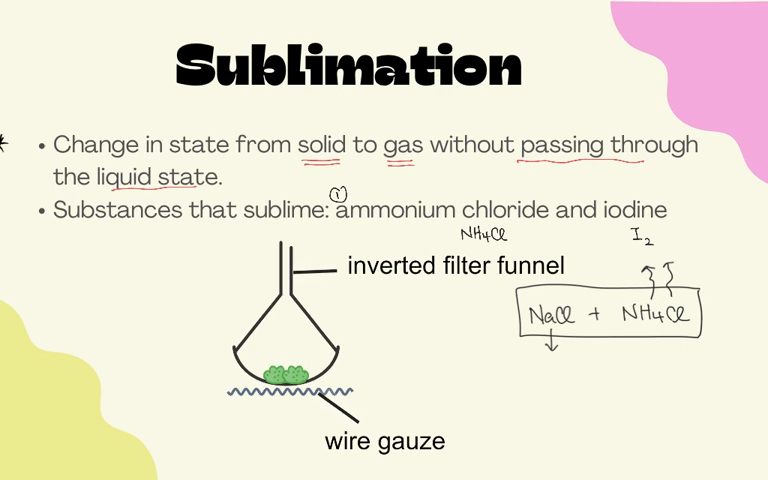 Sublimation
* • Change in state from solid to gas without passing through
the liquid state.
①
• Substances that sublime: ammonium chloride and iodine
NH4Cl I2
inverted filter funnel
NaCl + NH4Cl
wire gauze